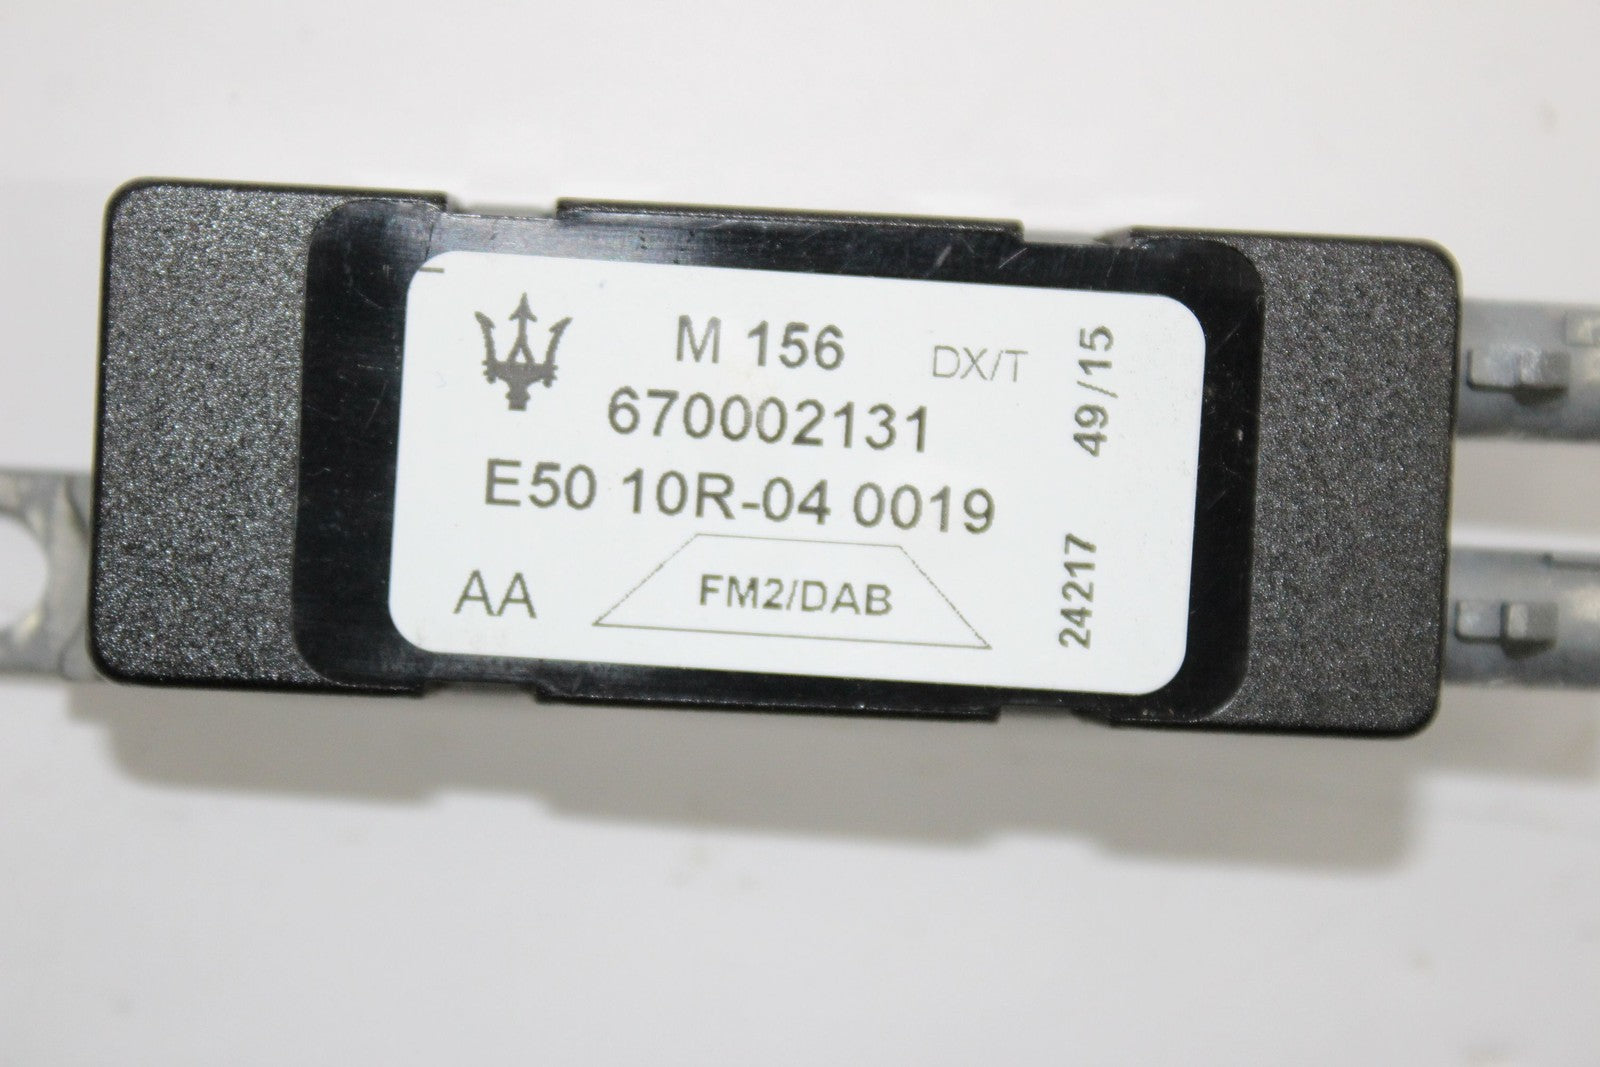 M 156
DX/T
670002131
E50 10R-04 0019
AA
FM2/DAB
24217 49/15